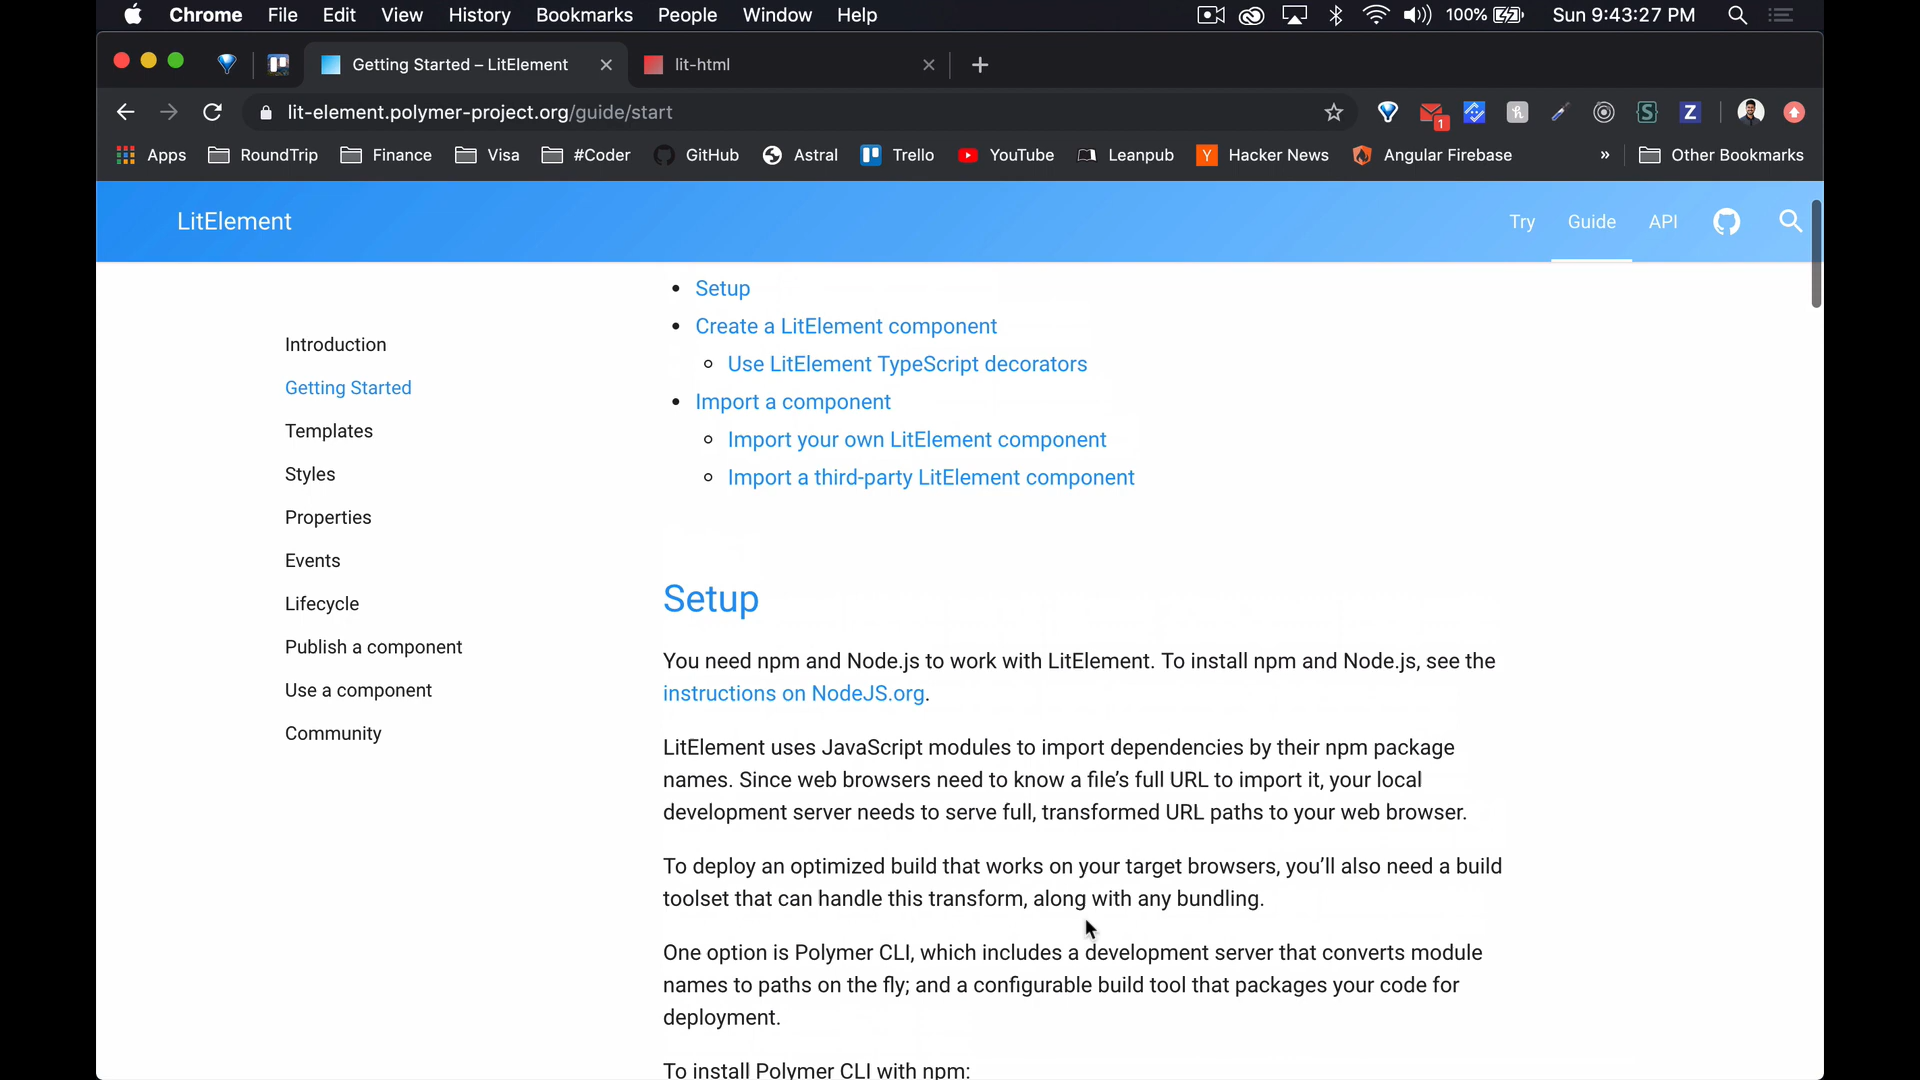 Chrome File Edit View History Bookmarks People Window Help 100% Sun 9:43:27 PM
Getting Started – LitElement lit-html
lit-element.polymer-project.org/guide/start 1 h S Z
Apps RoundTrip Finance Visa #Coder GitHub Astral Trello YouTube Leanpub Y Hacker News Angular Firebase » Other Bookmarks
LitElement Try Guide API
Introduction
Getting Started
Templates
Styles
Properties
Events
Lifecycle
Publish a component
Use a component
Community
Setup
Create a LitElement component
Use LitElement TypeScript decorators
Import a component
Import your own LitElement component
Import a third-party LitElement component
Setup
You need npm and Node.js to work with LitElement. To install npm and Node.js, see the
instructions on NodeJS.org.
LitElement uses JavaScript modules to import dependencies by their npm package
names. Since web browsers need to know a file’s full URL to import it, your local
development server needs to serve full, transformed URL paths to your web browser.
To deploy an optimized build that works on your target browsers, you’ll also need a build
toolset that can handle this transform, along with any bundling.
One option is Polymer CLI, which includes a development server that converts module
names to paths on the fly; and a configurable build tool that packages your code for
deployment.
To install Polymer CLI with npm: